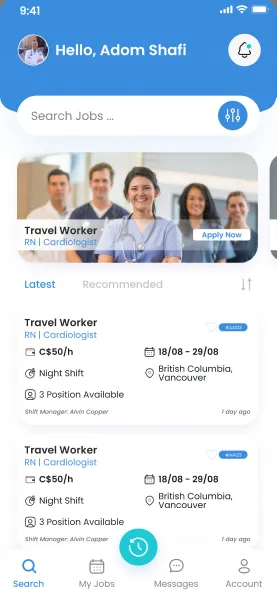 9:41
Hello, Adom Shafi
Search Jobs ...
Travel Worker
RN | Cardiologist
Apply Now
Latest
Recommended
Travel Worker
RN | Cardiologist
C$50/h
18/08 - 29/08
Night Shift
British Columbia,
Vancouver
3 Position Available
Shift Manager: Alvin Copper
1 day ago
Travel Worker
RN | Cardiologist
C$50/h
18/08 - 29/08
Night Shift
British Columbia,
Vancouver
3 Position Available
Shift Manager: Alvin Copper
1 day ago
Search
My Jobs
Messages
Account